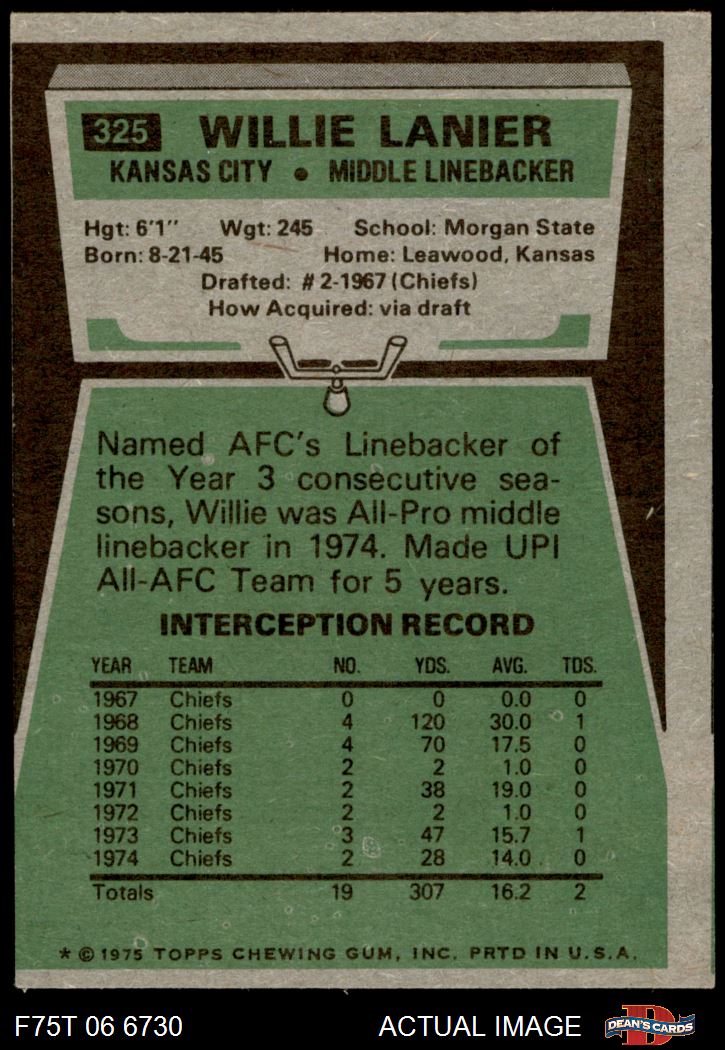 325 WILLIE LANIER
KANSAS CITY • MIDDLE LINEBACKER
Hgt: 6'1" Wgt: 245 School: Morgan State
Born: 8-21-45 Home: Leawood, Kansas
Drafted: #2-1967 (Chiefs)
How Acquired: via draft
Named AFC's Linebacker of
the Year 3 consecutive sea-
sons, Willie was All-Pro middle
linebacker in 1974. Made UPI
All-AFC Team for 5 years.
INTERCEPTION RECORD
YEAR TEAM NO. YDS. AVG. TDS.
1967 Chiefs 0 0 0.0 0
1968 Chiefs 4 120 30.0 1
1969 Chiefs 4 70 17.5 0
1970 Chiefs 2 2 1.0 0
1971 Chiefs 2 38 19.0 0
1972 Chiefs 2 2 1.0 0
1973 Chiefs 3 47 15.7 1
1974 Chiefs 2 28 14.0 0
Totals 19 307 16.2 2
* © 1975 TOPPS CHEWING GUM, INC. PRTD IN U.S.A.
F75T 06 6730 ACTUAL IMAGE D DEAN'S CARDS